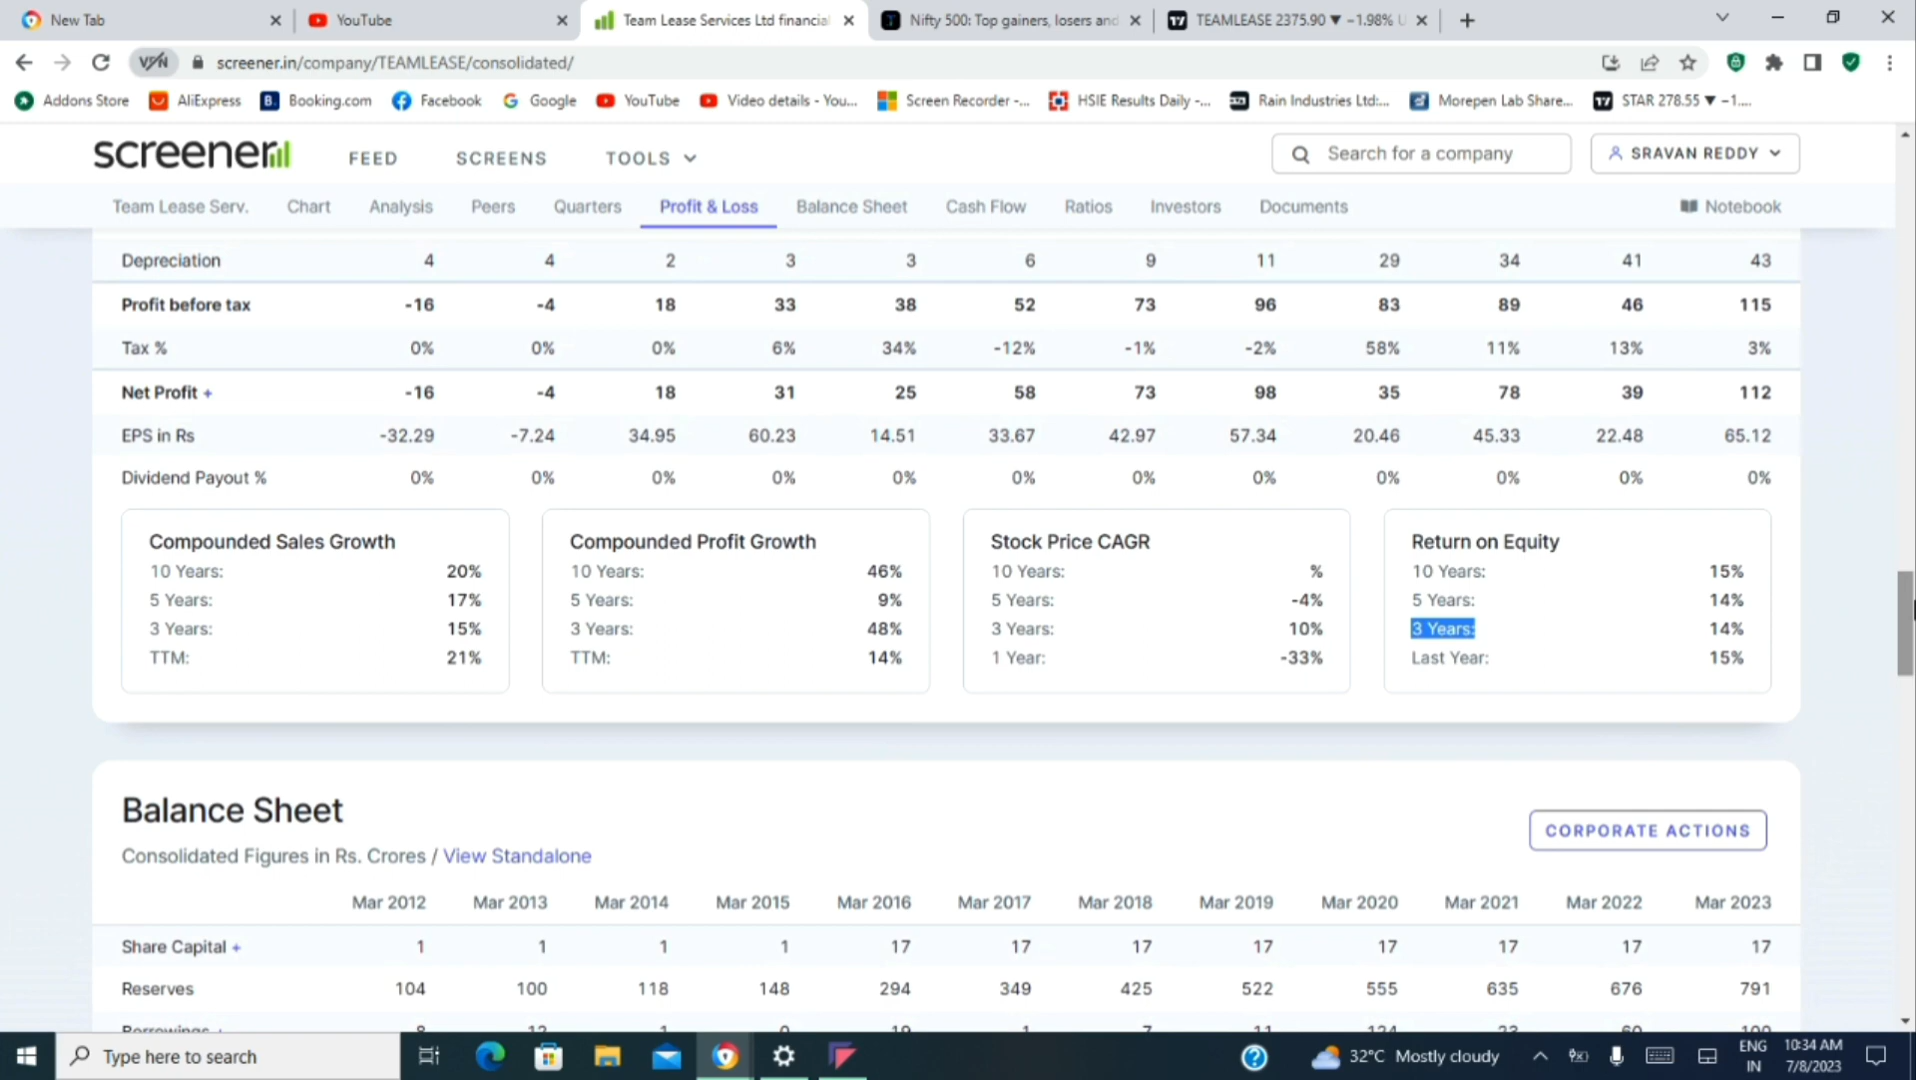 New Tab
YouTube
Team Lease Services Ltd financial
Nifty 500: Top gainers, losers and
TEAMLEASE 2375.90 ▼ −1.98% U
VPN
screener.in/company/TEAMLEASE/consolidated/
Addons Store
AliExpress
Booking.com
Facebook
Google
YouTube
Video details - You...
Screen Recorder -...
HSIE Results Daily -...
Rain Industries Ltd:...
Morepen Lab Share...
STAR 278.55 ▼ −1....
screener
FEED
SCREENS
TOOLS
Search for a company
SRAVAN REDDY
Team Lease Serv. Chart Analysis Peers Quarters Profit & Loss Balance Sheet Cash Flow Ratios Investors Documents Notebook
Depreciation 4 4 2 3 3 6 9 11 29 34 41 43
Profit before tax -16 -4 18 33 38 52 73 96 83 89 46 115
Tax % 0% 0% 0% 6% 34% -12% -1% -2% 58% 11% 13% 3%
Net Profit + -16 -4 18 31 25 58 73 98 35 78 39 112
EPS in Rs -32.29 -7.24 34.95 60.23 14.51 33.67 42.97 57.34 20.46 45.33 22.48 65.12
Dividend Payout % 0% 0% 0% 0% 0% 0% 0% 0% 0% 0% 0% 0%
Compounded Sales Growth
10 Years: 20%
5 Years: 17%
3 Years: 15%
TTM: 21%
Compounded Profit Growth
10 Years: 46%
5 Years: 9%
3 Years: 48%
TTM: 14%
Stock Price CAGR
10 Years: %
5 Years: -4%
3 Years: 10%
1 Year: -33%
Return on Equity
10 Years: 15%
5 Years: 14%
3 Years: 14%
Last Year: 15%
Balance Sheet
CORPORATE ACTIONS
Consolidated Figures in Rs. Crores / View Standalone
Mar 2012 Mar 2013 Mar 2014 Mar 2015 Mar 2016 Mar 2017 Mar 2018 Mar 2019 Mar 2020 Mar 2021 Mar 2022 Mar 2023
Share Capital + 1 1 1 1 17 17 17 17 17 17 17 17
Reserves 104 100 118 148 294 349 425 522 555 635 676 791
Borrowings
Type here to search
32°C Mostly cloudy
ENG
IN
10:34 AM
7/8/2023